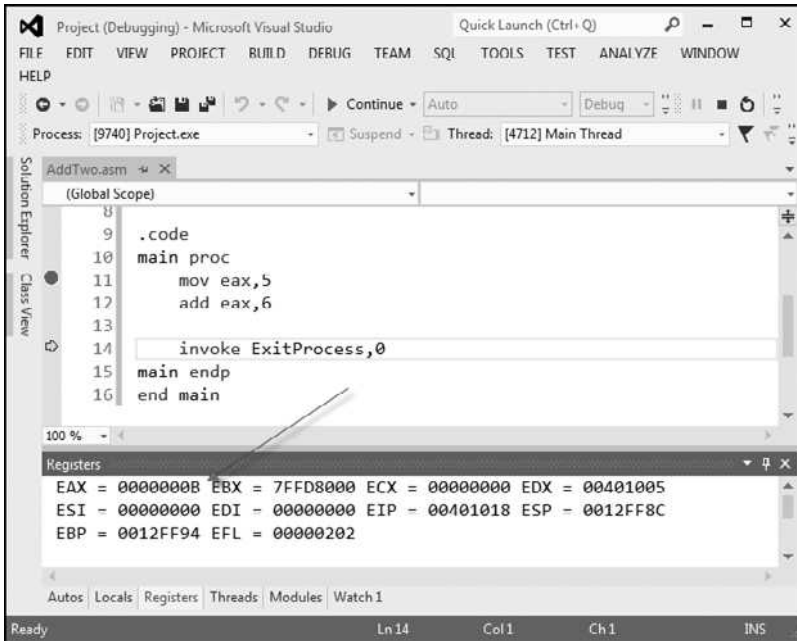 Project (Debugging) - Microsoft Visual Studio
Quick Launch (Ctrl+Q)
FILE EDIT VIEW PROJECT BUILD DEBUG TEAM SQL TOOLS TEST ANALYZE WINDOW
HELP
Continue Auto Debug
Process: [9740] Project.exe Suspend Thread: [4712] Main Thread
Solution Explorer
Class View
AddTwo.asm
(Global Scope)
8
9 .code
10 main proc
11 mov eax,5
12 add eax,6
13
14 invoke ExitProcess,0
15 main endp
16 end main
100 %
Registers
EAX = 0000000B EBX = 7FFD8000 ECX = 00000000 EDX = 00401005
ESI = 00000000 EDI = 00000000 EIP = 00401018 ESP = 0012FF8C
EBP = 0012FF94 EFL = 00000202
Autos Locals Registers Threads Modules Watch 1
Ready Ln 14 Col 1 Ch 1 INS